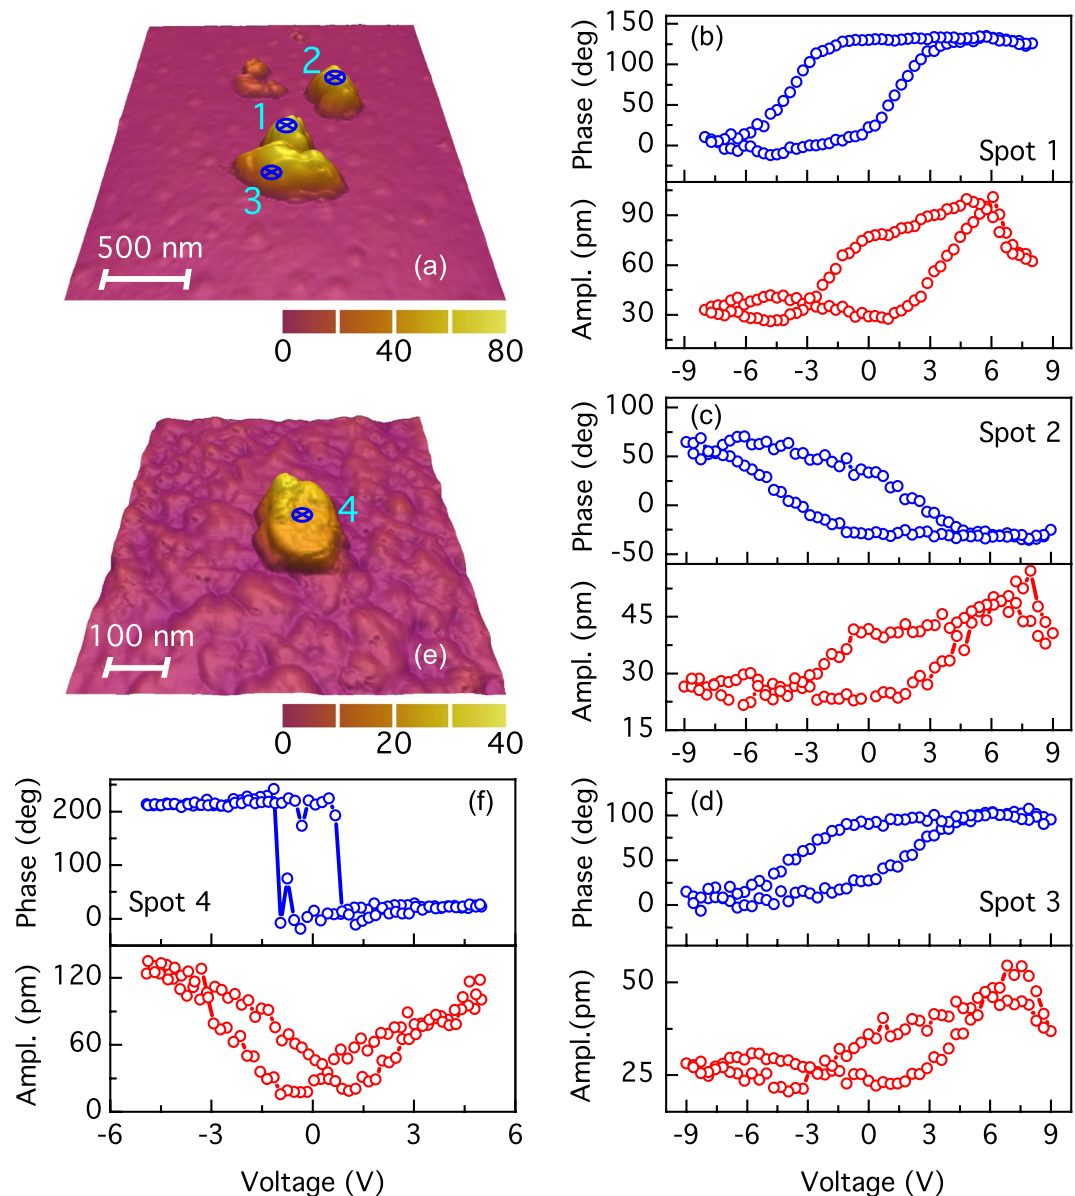 2
1
3
500 nm
(a)
0 40 80
4
100 nm
(e)
0 20 40
150
100
50
0
Phase (deg)
(b)
Spot 1
90
60
30
Ampl. (pm)
-9 -6 -3 0 3 6 9
100
50
0
-50
Phase (deg)
(c)
Spot 2
45
30
15
Ampl. (pm)
-9 -6 -3 0 3 6 9
200
100
0
Phase (deg)
(f)
Spot 4
120
60
0
Ampl. (pm)
-6 -3 0 3 6
Voltage (V)
100
50
0
Phase (deg)
(d)
Spot 3
50
25
Ampl.(pm)
-9 -6 -3 0 3 6 9
Voltage (V)